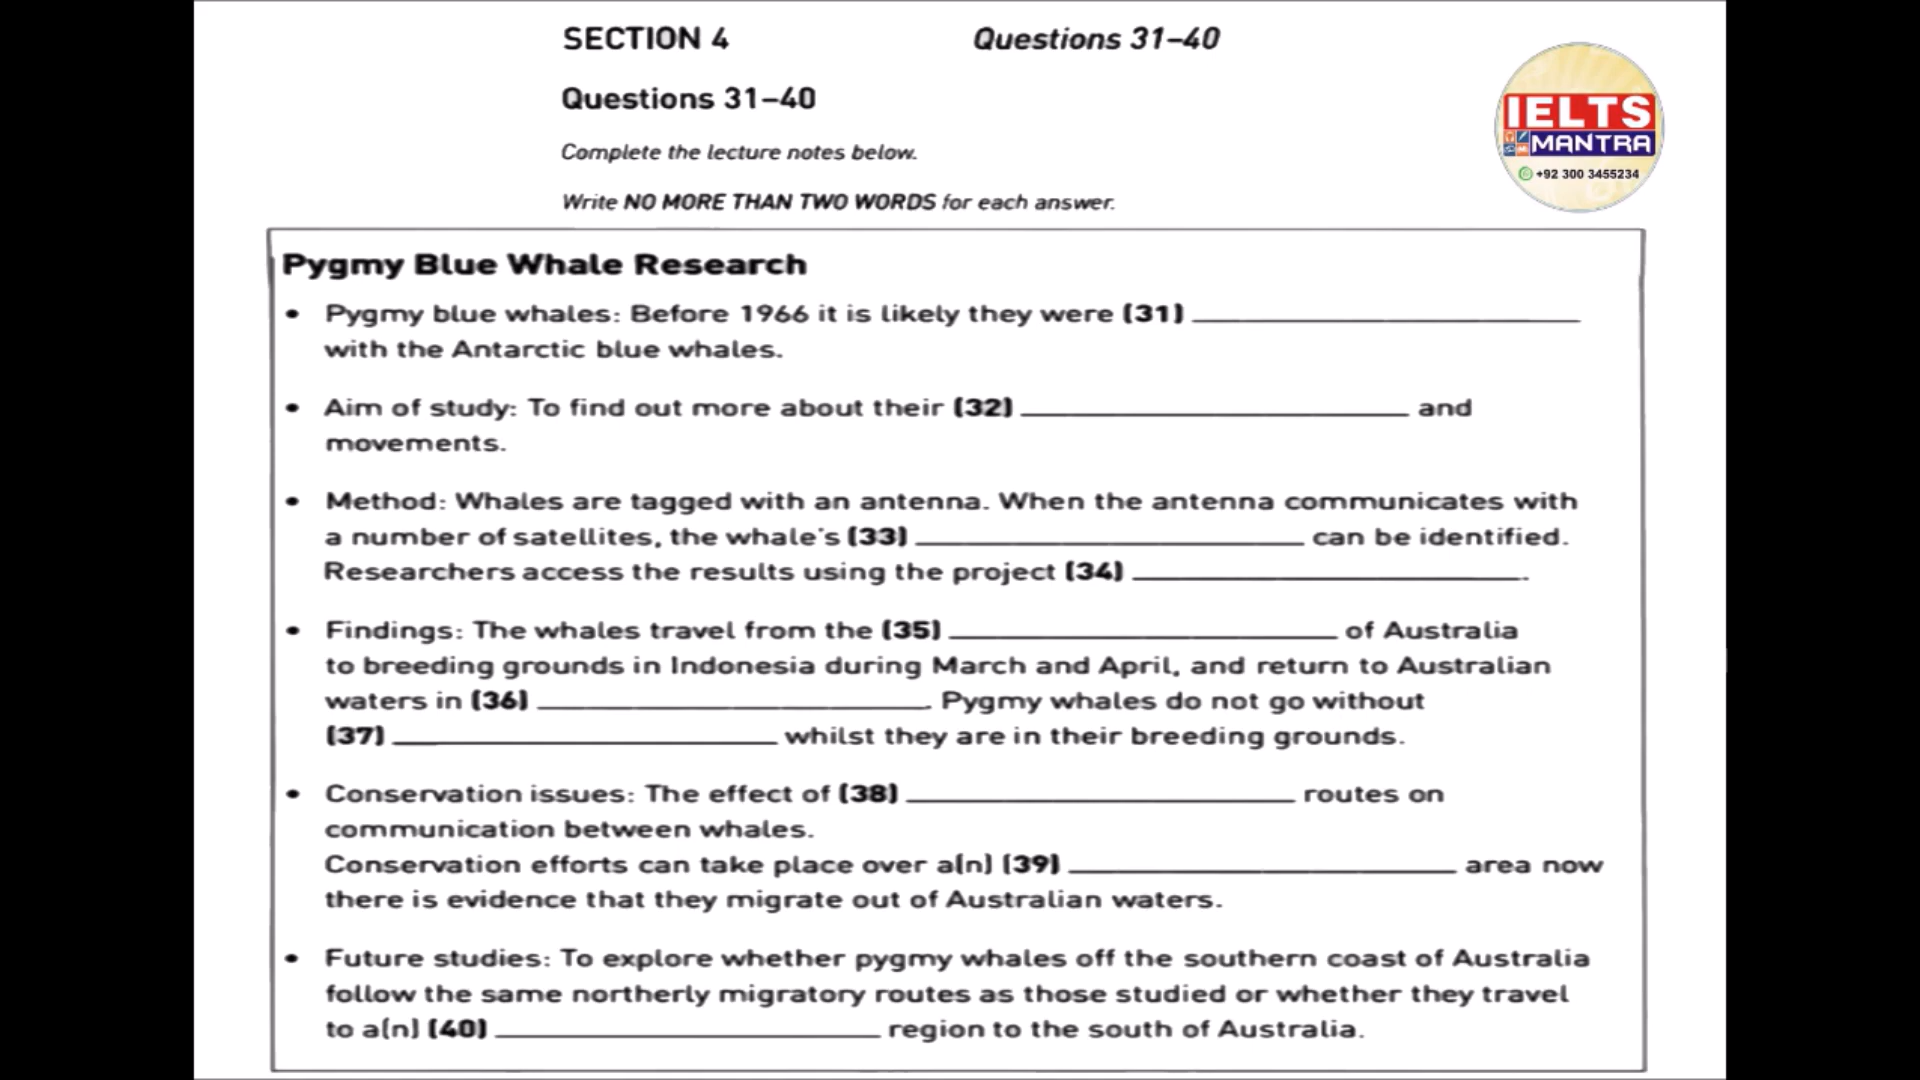 SECTION 4 Questions 31–40
Questions 31–40
Complete the lecture notes below.
Write NO MORE THAN TWO WORDS for each answer.
IELTS
MANTRA
+92 300 3455234
Pygmy Blue Whale Research
• Pygmy blue whales: Before 1966 it is likely they were (31) ____________
with the Antarctic blue whales.
• Aim of study: To find out more about their (32) ____________ and
movements.
• Method: Whales are tagged with an antenna. When the antenna communicates with
a number of satellites, the whale's (33) ____________ can be identified.
Researchers access the results using the project (34) ____________.
• Findings: The whales travel from the (35) ____________ of Australia
to breeding grounds in Indonesia during March and April, and return to Australian
waters in (36) ____________. Pygmy whales do not go without
(37) ____________ whilst they are in their breeding grounds.
• Conservation issues: The effect of (38) ____________ routes on
communication between whales.
Conservation efforts can take place over a(n) (39) ____________ area now
there is evidence that they migrate out of Australian waters.
• Future studies: To explore whether pygmy whales off the southern coast of Australia
follow the same northerly migratory routes as those studied or whether they travel
to a(n) (40) ____________ region to the south of Australia.